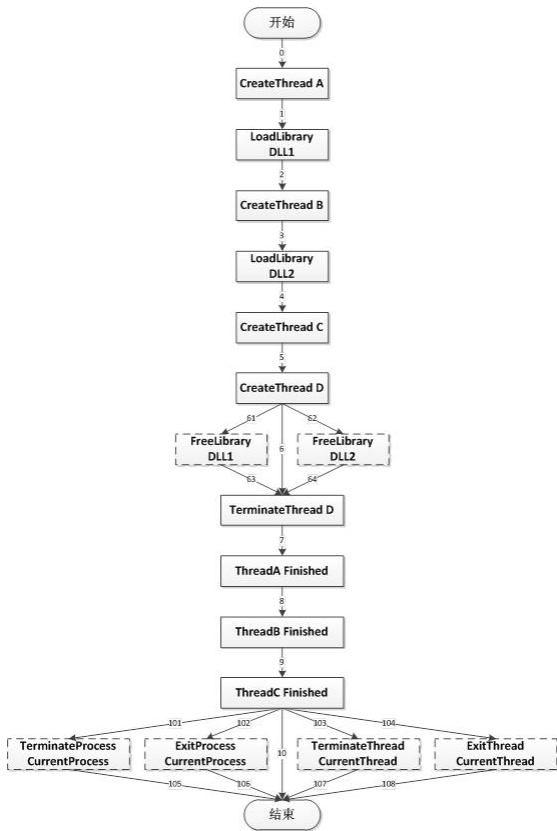 开始
0
CreateThread A
1
LoadLibrary
DLL1
2
CreateThread B
3
LoadLibrary
DLL2
4
CreateThread C
5
CreateThread D
61
62
FreeLibrary
DLL1
6
FreeLibrary
DLL2
63
64
TerminateThread D
7
ThreadA Finished
8
ThreadB Finished
9
ThreadC Finished
101
102
103
104
TerminateProcess
CurrentProcess
ExitProcess
CurrentProcess
10
TerminateThread
CurrentThread
ExitThread
CurrentThread
105
106
107
108
结束